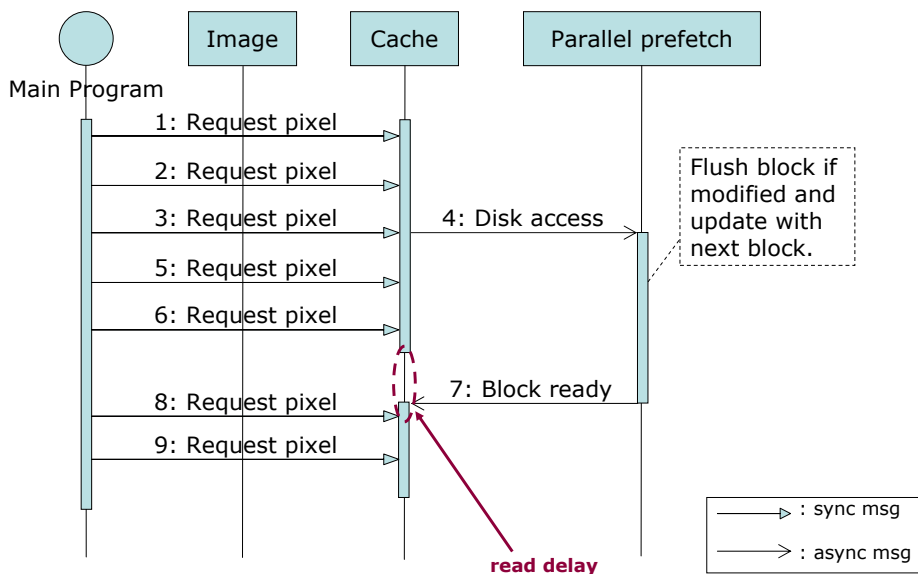 Image
Cache
Parallel prefetch
Main Program
1: Request pixel
2: Request pixel
3: Request pixel
4: Disk access
Flush block if
modified and
update with
next block.
5: Request pixel
6: Request pixel
7: Block ready
8: Request pixel
9: Request pixel
read delay
: sync msg
: async msg